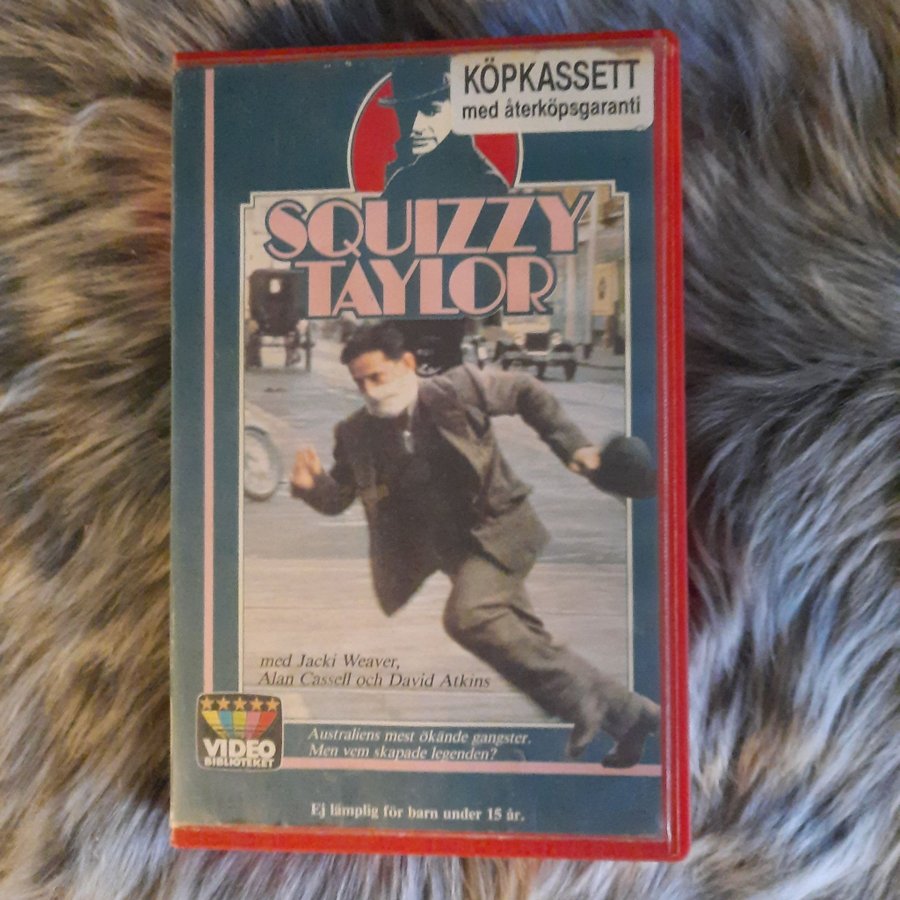 KÖPKASSETT
med återköpsgaranti
SQUIZZY
TAYLOR
med Jacki Weaver,
Alan Cassell och David Atkins
VIDEO
BIBLIOTEKET
Australiens mest ökände gangster.
Men vem skapade legenden?
Ej lämplig för barn under 15 år.